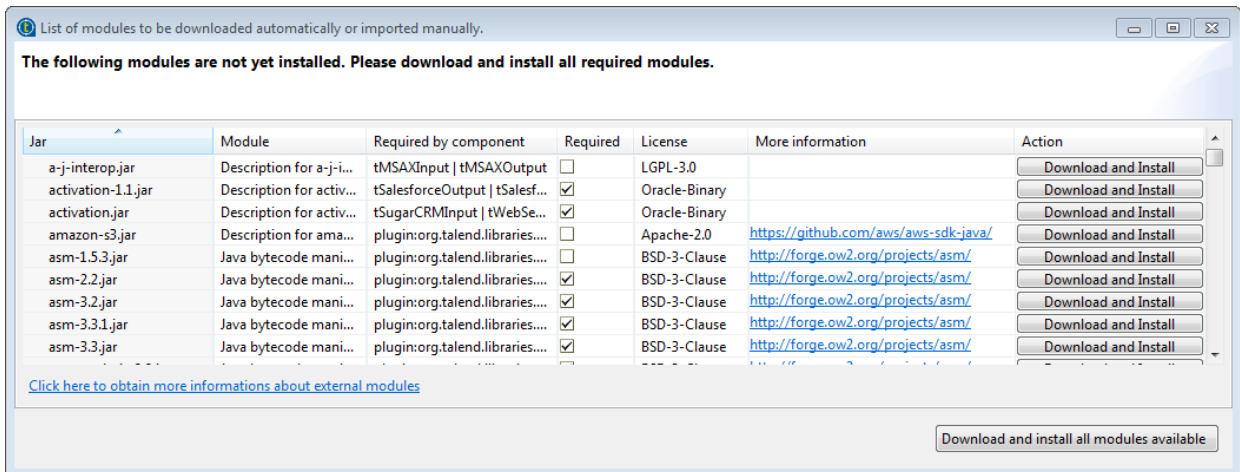 List of modules to be downloaded automatically or imported manually.
The following modules are not yet installed. Please download and install all required modules.
Jar Module Required by component Required License More information Action
a-j-interop.jar Description for a-j-i... tMSAXInput | tMSAXOutput LGPL-3.0 Download and Install
activation-1.1.jar Description for activ... tSalesforceOutput | tSalesf... Oracle-Binary Download and Install
activation.jar Description for activ... tSugarCRMInput | tWebSe... Oracle-Binary Download and Install
amazon-s3.jar Description for ama... plugin:org.talend.libraries.... Apache-2.0 https://github.com/aws/aws-sdk-java/ Download and Install
asm-1.5.3.jar Java bytecode mani... plugin:org.talend.libraries.... BSD-3-Clause http://forge.ow2.org/projects/asm/ Download and Install
asm-2.2.jar Java bytecode mani... plugin:org.talend.libraries.... BSD-3-Clause http://forge.ow2.org/projects/asm/ Download and Install
asm-3.2.jar Java bytecode mani... plugin:org.talend.libraries.... BSD-3-Clause http://forge.ow2.org/projects/asm/ Download and Install
asm-3.3.1.jar Java bytecode mani... plugin:org.talend.libraries.... BSD-3-Clause http://forge.ow2.org/projects/asm/ Download and Install
asm-3.3.jar Java bytecode mani... plugin:org.talend.libraries.... BSD-3-Clause http://forge.ow2.org/projects/asm/ Download and Install
Click here to obtain more informations about external modules
Download and install all modules available